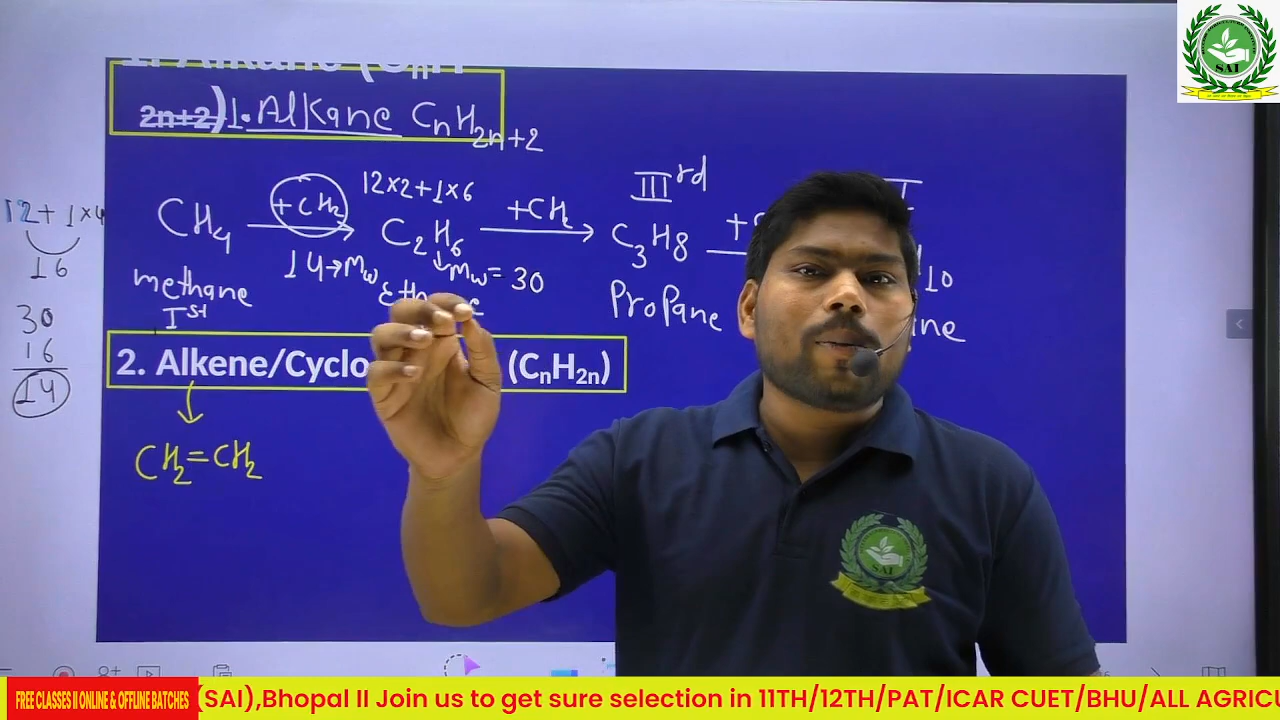 2n+2) 1. Alkane CnH2n+2
12+1×4
16
30
16
14
CH4 +CH2 C2H6 +CH2 C3H8
12×2+1×6
IIIrd
14→Mw
Mw=30
methane
Ist
Propane
10
2. Alkene/Cyclo (CnH2n)
CH2=CH2
SAI
SAI
FREE CLASSES II ONLINE & OFFLINE BATCHES
(SAI),Bhopal II Join us to get sure selection in 11TH/12TH/PAT/ICAR CUET/BHU/ALL